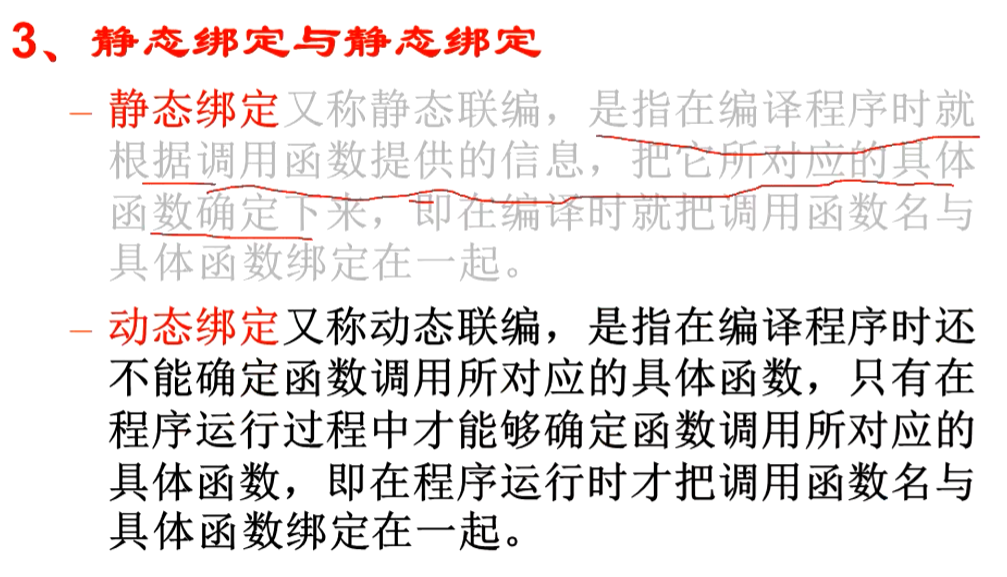 3、静态绑定与静态绑定
– 静态绑定又称静态联编，是指在编译程序时就
根据调用函数提供的信息，把它所对应的具体
函数确定下来，即在编译时就把调用函数名与
具体函数绑定在一起。
– 动态绑定又称动态联编，是指在编译程序时还
不能确定函数调用所对应的具体函数，只有在
程序运行过程中才能够确定函数调用所对应的
具体函数，即在程序运行时才把调用函数名与
具体函数绑定在一起。